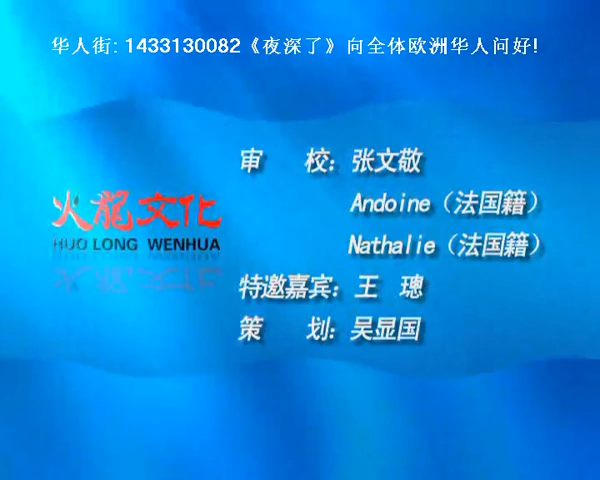 华人街: 1433130082《夜深了》向全体欧洲华人问好!
审 校: 张文敬
Andoine（法国籍）
Nathalie（法国籍）
特邀嘉宾: 王 璁
策 划: 吴显国
火龙文化
HUO LONG WENHUA